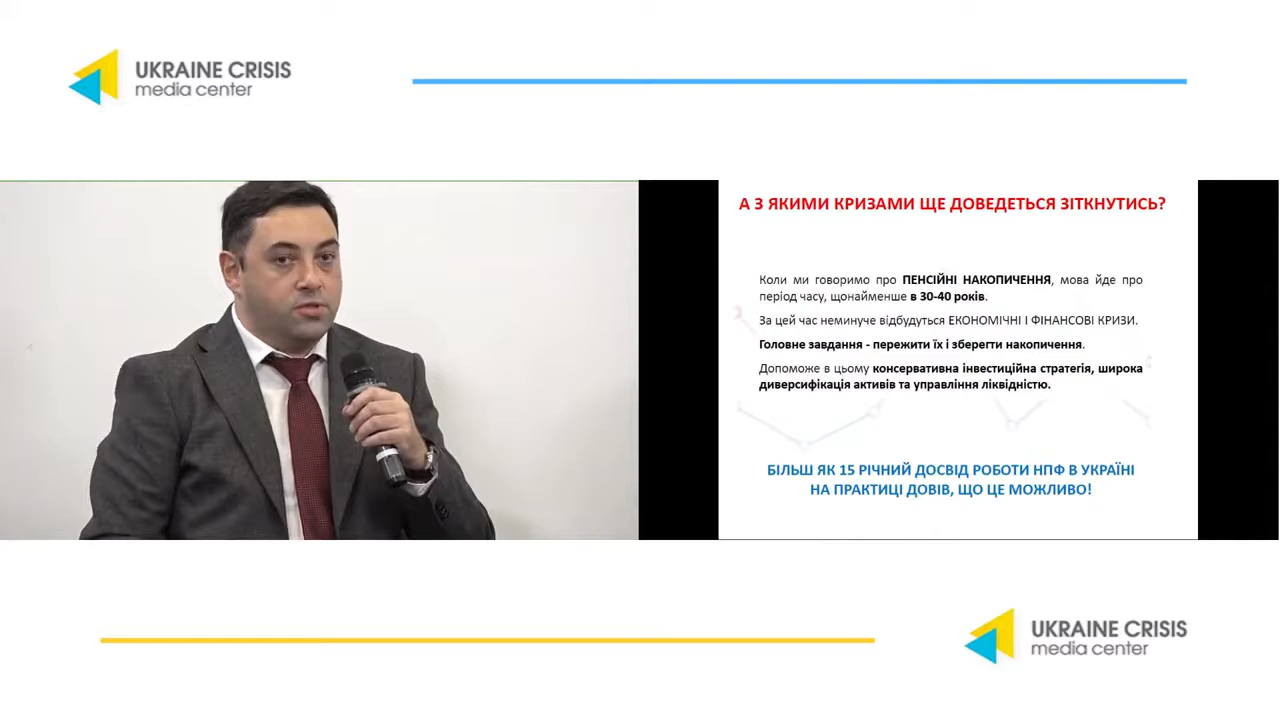 UKRAINE CRISIS
media center
А З ЯКИМИ КРИЗАМИ ЩЕ ДОВЕДЕТЬСЯ ЗІТКНУТИСЬ?
Коли ми говоримо про ПЕНСІЙНІ НАКОПИЧЕННЯ, мова йде про
період часу, щонайменше в 30-40 років.
За цей час неминуче відбудуться ЕКОНОМІЧНІ І ФІНАНСОВІ КРИЗИ.
Головне завдання - пережити їх і зберегти накопичення.
Допоможе в цьому консервативна інвестиційна стратегія, широка
диверсифікація активів та управління ліквідністю.
БІЛЬШ ЯК 15 РІЧНИЙ ДОСВІД РОБОТИ НПФ В УКРАЇНІ
НА ПРАКТИЦІ ДОВІВ, ЩО ЦЕ МОЖЛИВО!
UKRAINE CRISIS
media center